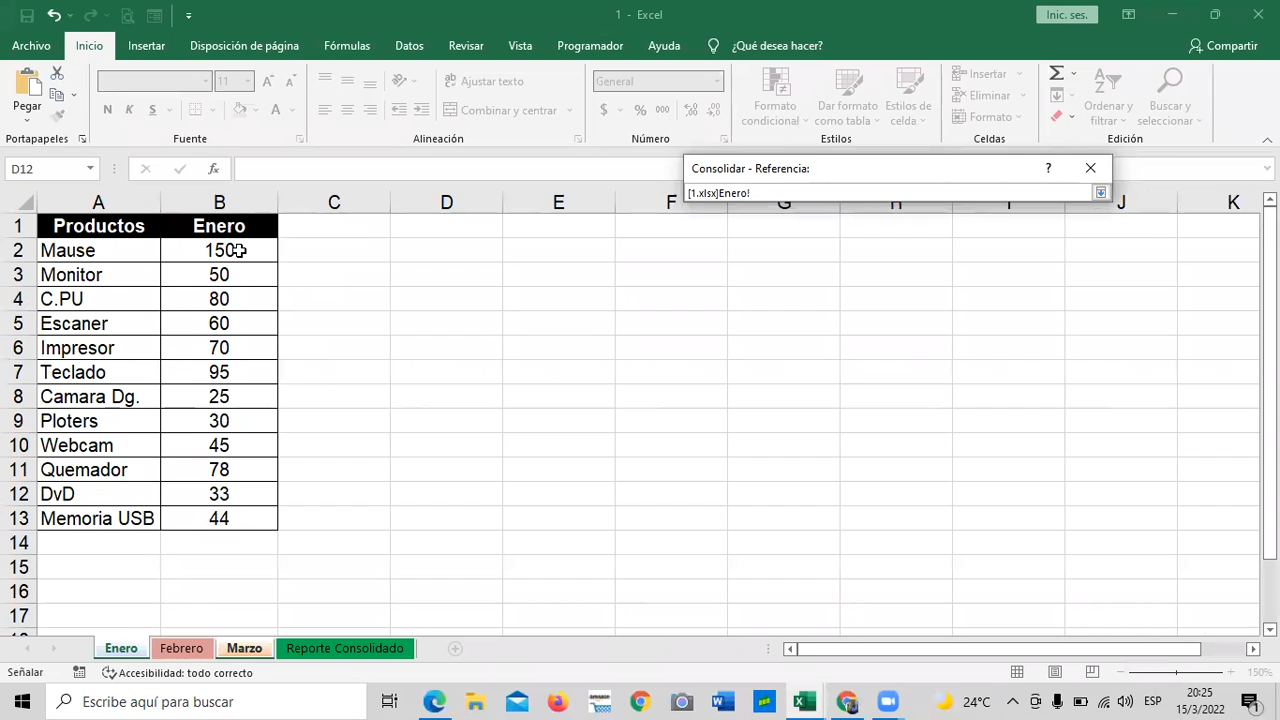 1 - Excel
Inic. ses.
Archivo Inicio Insertar Disposición de página Fórmulas Datos Revisar Vista Programador Ayuda ¿Qué desea hacer? Compartir
Pegar
11
N K S
A A
Ajustar texto
Combinar y centrar
General
$ % 000
Formato condicional
Dar formato como tabla
Estilos de celda
Insertar
Eliminar
Formato
Ordenar y filtrar
Buscar y seleccionar
Portapapeles Fuente Alineación Número Estilos Celdas Edición
D12 fx
Consolidar - Referencia: ?
[1.xlsx]Enero!
A B C D E F G H I J K
1 Productos Enero
2 Mause 150
3 Monitor 50
4 C.PU 80
5 Escaner 60
6 Impresor 70
7 Teclado 95
8 Camara Dg. 25
9 Ploters 30
10 Webcam 45
11 Quemador 78
12 DvD 33
13 Memoria USB 44
14
15
16
17
Enero Febrero Marzo Reporte Consolidado
Señalar Accesibilidad: todo correcto 150%
Escribe aquí para buscar
24°C ESP
20:25
15/3/2022